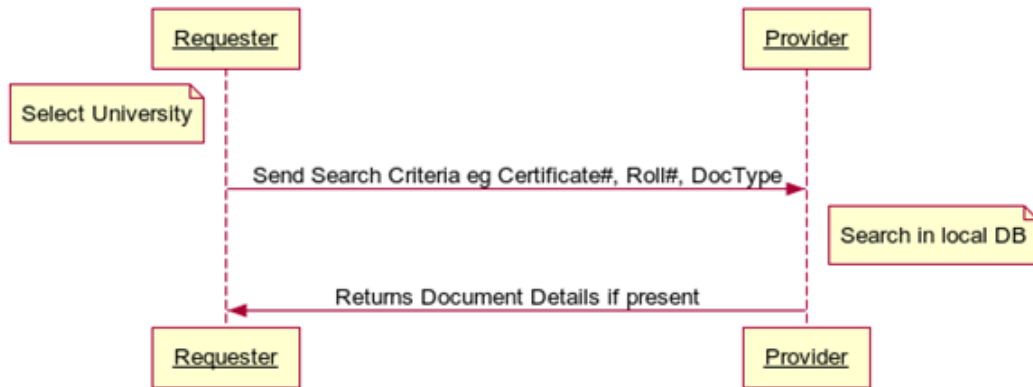 Requester
Provider
Select University
Send Search Criteria eg Certificate#, Roll#, DocType
Search in local DB
Returns Document Details if present
Requester
Provider